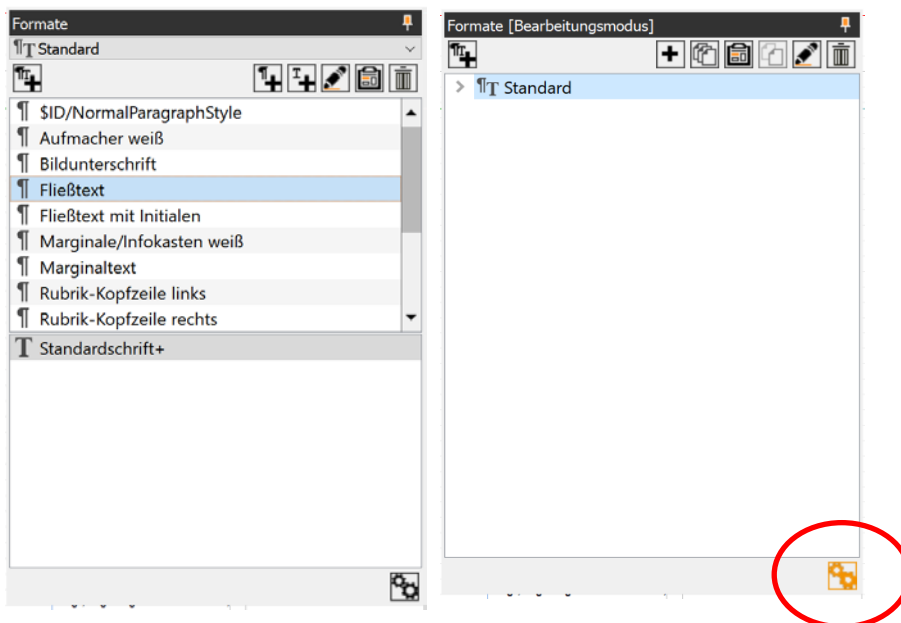 Formate
Standard
$ID/NormalParagraphStyle
Aufmacher weiß
Bildunterschrift
Fließtext
Fließtext mit Initialen
Marginale/Infokasten weiß
Marginaltext
Rubrik-Kopfzeile links
Rubrik-Kopfzeile rechts
Standardschrift+
Formate [Bearbeitungsmodus]
Standard